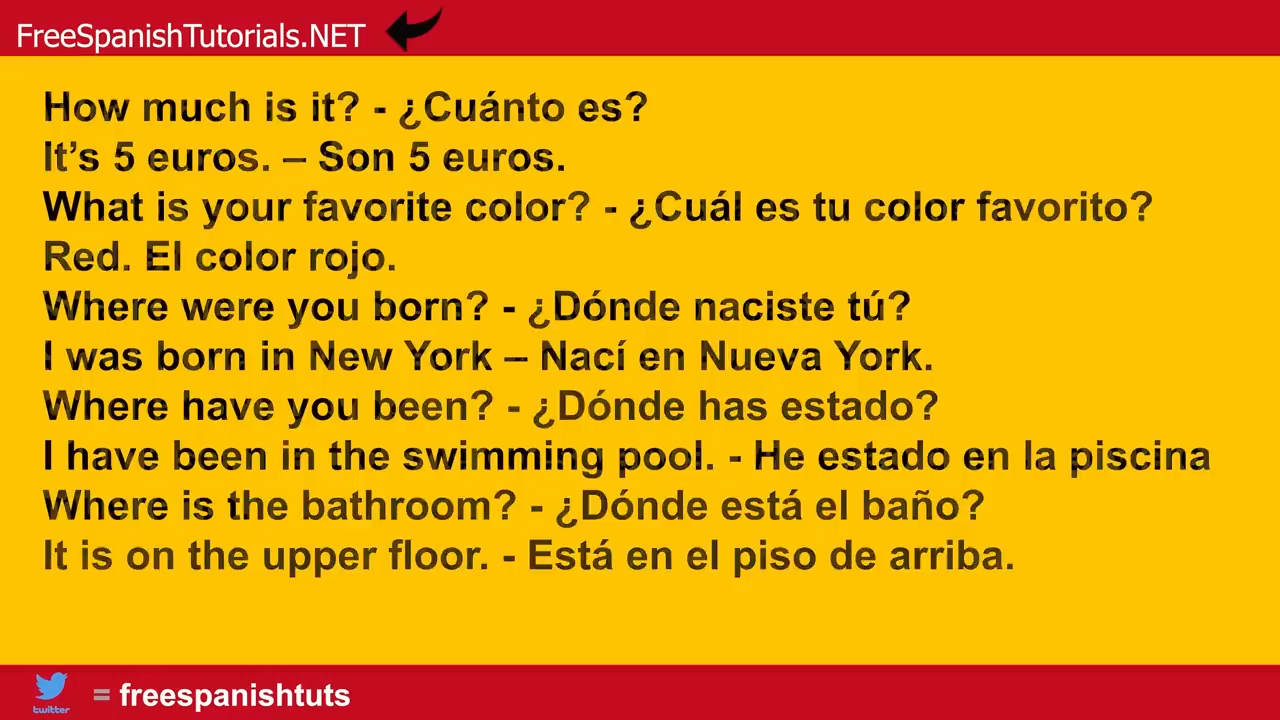 FreeSpanishTutorials.NET
How much is it? - ¿Cuánto es?
It’s 5 euros. – Son 5 euros.
What is your favorite color? - ¿Cuál es tu color favorito?
Red. El color rojo.
Where were you born? - ¿Dónde naciste tú?
I was born in New York – Nací en Nueva York.
Where have you been? - ¿Dónde has estado?
I have been in the swimming pool. - He estado en la piscina
Where is the bathroom? - ¿Dónde está el baño?
It is on the upper floor. - Está en el piso de arriba.
twitter = freespanishtuts